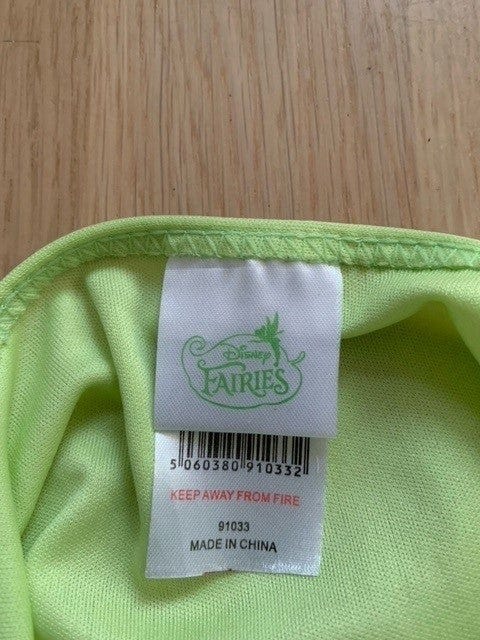 Disney
FAIRIES
5 060380 910332
KEEP AWAY FROM FIRE
91033
MADE IN CHINA